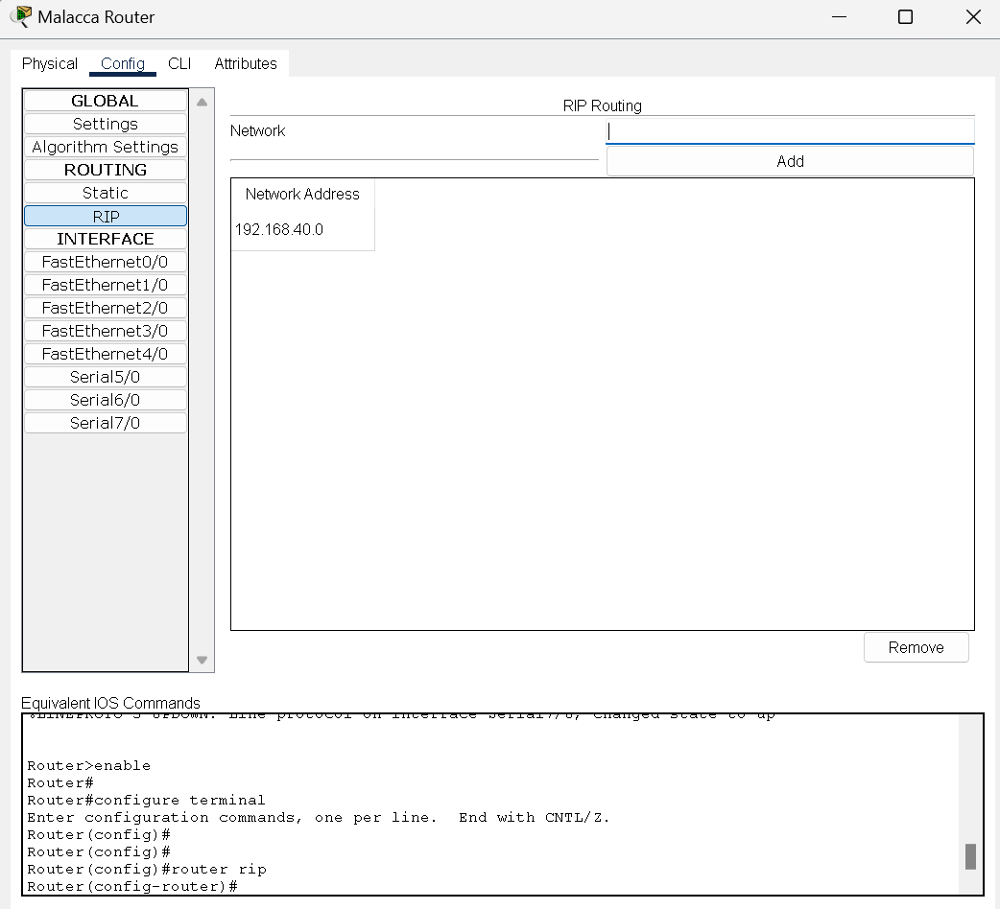 Malacca Router
Physical Config CLI Attributes
GLOBAL
Settings
Algorithm Settings
ROUTING
Static
RIP
INTERFACE
FastEthernet0/0
FastEthernet1/0
FastEthernet2/0
FastEthernet3/0
FastEthernet4/0
Serial5/0
Serial6/0
Serial7/0
RIP Routing
Network
Add
Network Address
192.168.40.0
Remove
Equivalent IOS Commands
%LINEPROTO-5-UPDOWN: Line protocol on Interface Serial7/0, changed state to up
Router>enable
Router#
Router#configure terminal
Enter configuration commands, one per line.  End with CNTL/Z.
Router(config)#
Router(config)#
Router(config)#router rip
Router(config-router)#